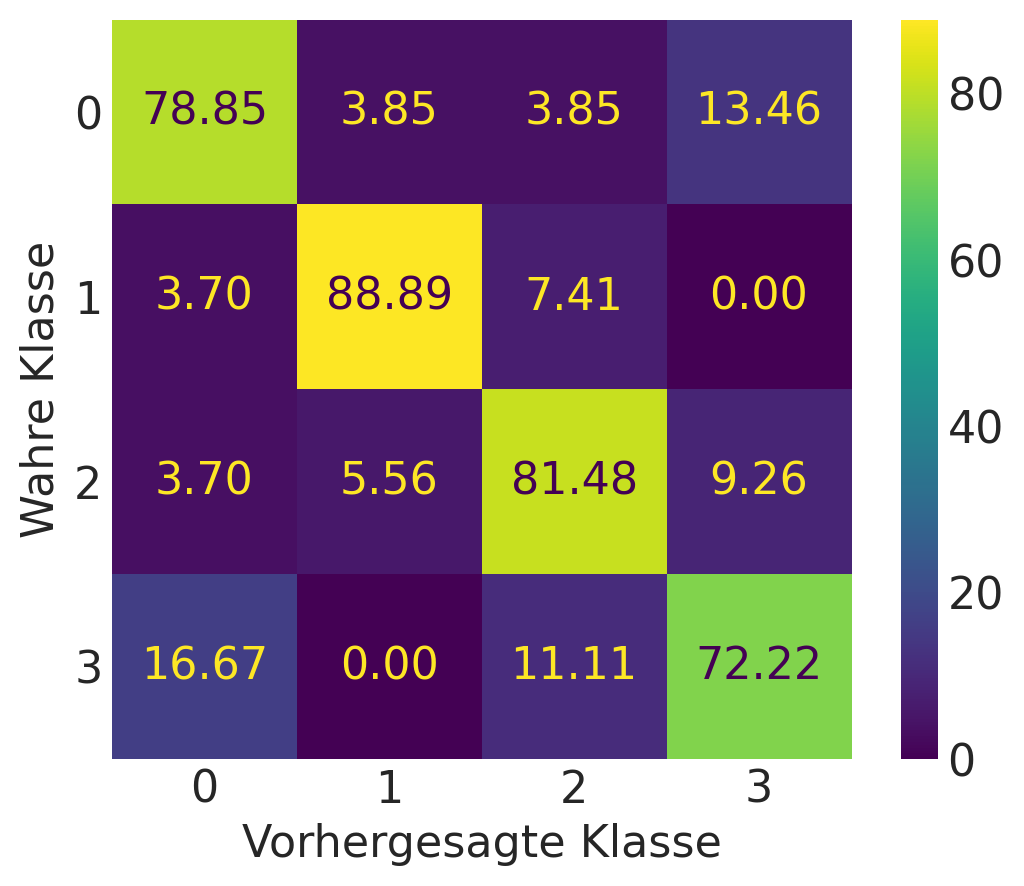 0 78.85 3.85 3.85 13.46
1 3.70 88.89 7.41 0.00
2 3.70 5.56 81.48 9.26
3 16.67 0.00 11.11 72.22
0 1 2 3
Vorhergesagte Klasse
Wahre Klasse
80
60
40
20
0